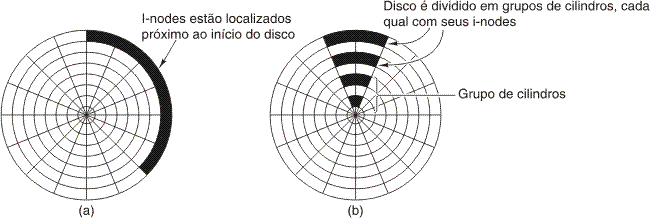 I-nodes estão localizados
próximo ao início do disco
(a)
Disco é dividido em grupos de cilindros, cada
qual com seus i-nodes
Grupo de cilindros
(b)